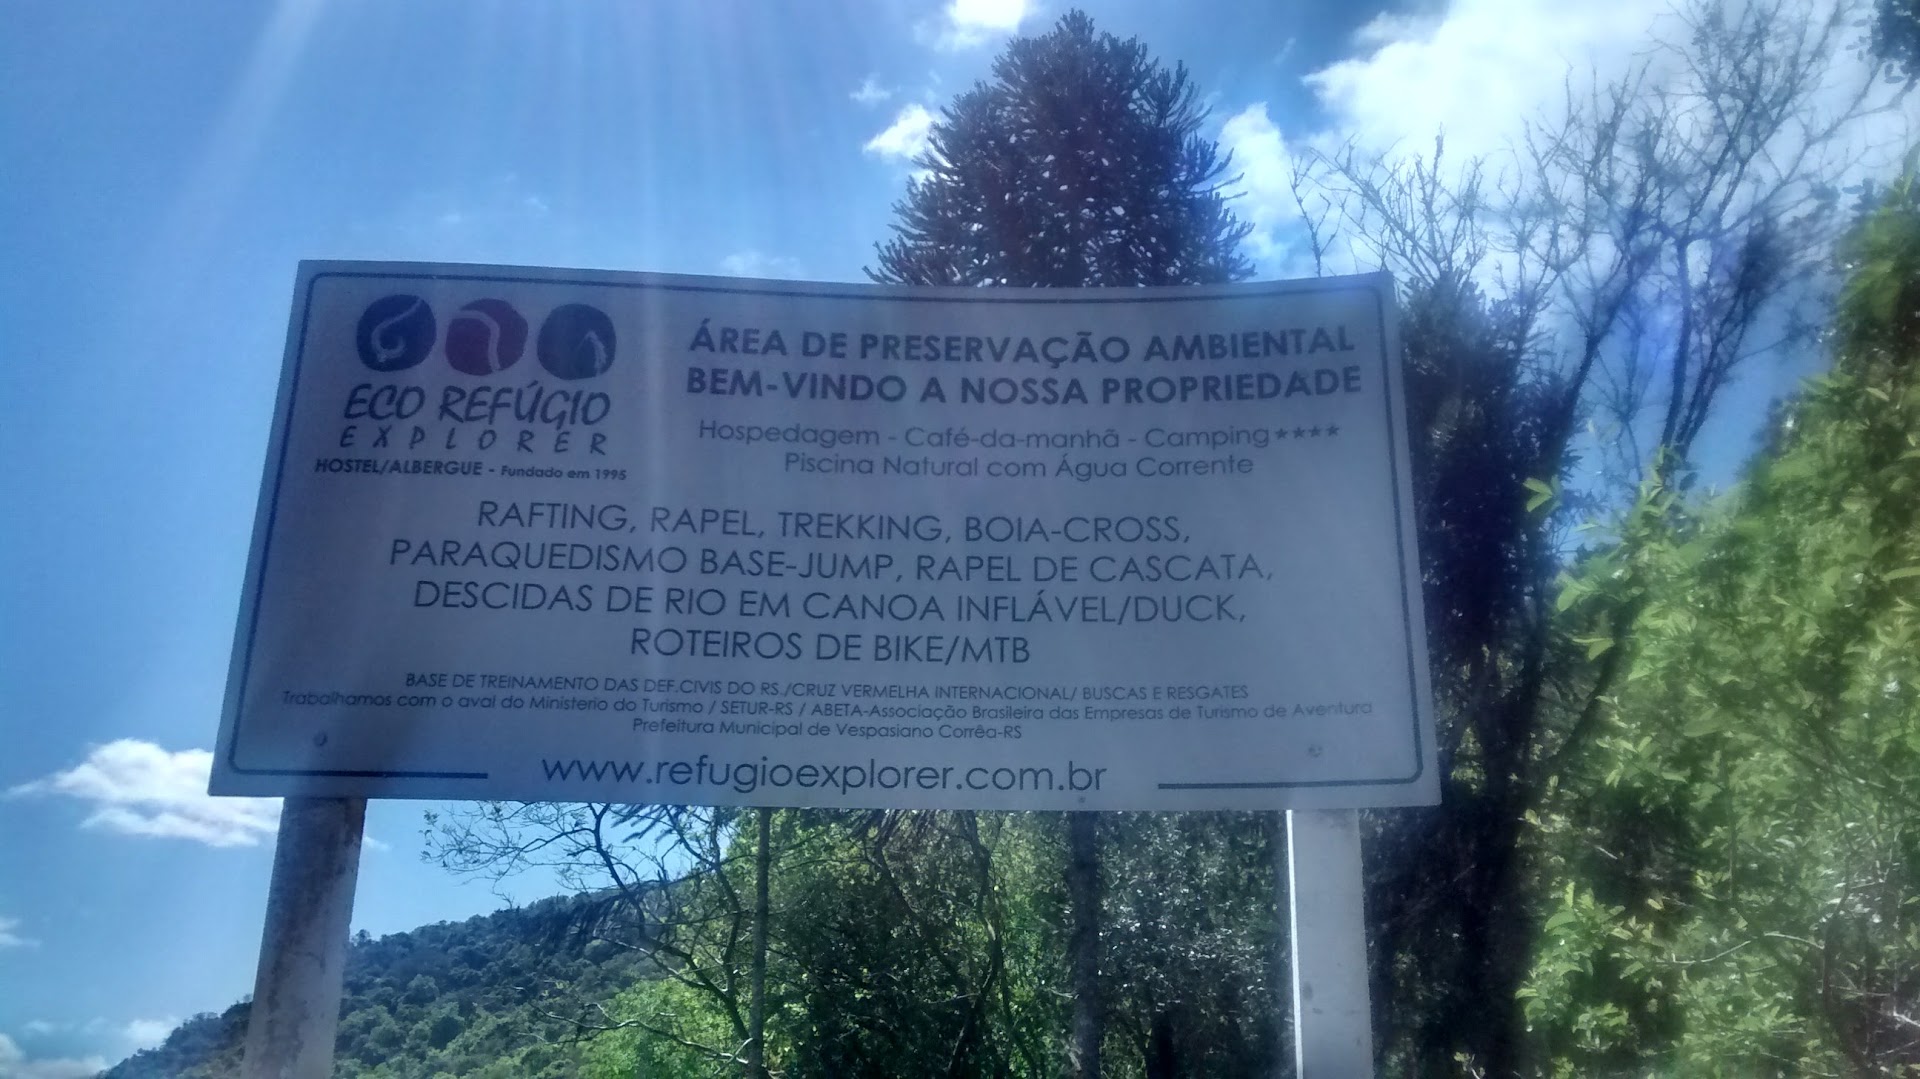 ECO REFÚGIO
EXPLORER
HOSTEL/ALBERGUE - Fundado em 1995
ÁREA DE PRESERVAÇÃO AMBIENTAL
BEM-VINDO A NOSSA PROPRIEDADE
Hospedagem - Café-da-manhã - Camping★★★★
Piscina Natural com Água Corrente
RAFTING, RAPEL, TREKKING, BOIA-CROSS,
PARAQUEDISMO BASE-JUMP, RAPEL DE CASCATA,
DESCIDAS DE RIO EM CANOA INFLÁVEL/DUCK,
ROTEIROS DE BIKE/MTB
BASE DE TREINAMENTO DAS DEF.CIVIS DO RS./CRUZ VERMELHA INTERNACIONAL/ BUSCAS E RESGATES
Trabalhamos com o aval do Ministerio do Turismo / SETUR-RS / ABETA-Associação Brasileira das Empresas de Turismo de Aventura
Prefeitura Municipal de Vespasiano Corrêa-RS
www.refugioexplorer.com.br